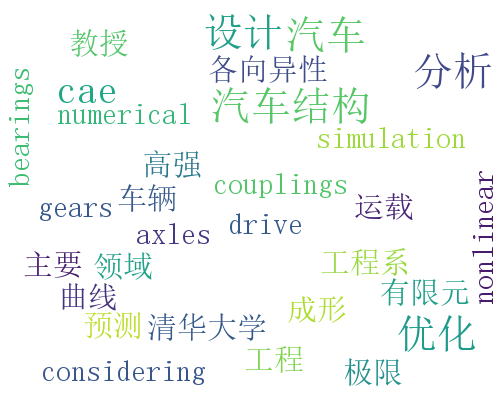 设计
汽车
教授
各向异性
分析
cae
汽车结构
bearings
numerical
simulation
高强
couplings
车辆
运载
gears
nonlinear
drive
axles
主要
领域
工程系
曲线
有限元
成形
预测
清华大学
优化
工程
considering
极限